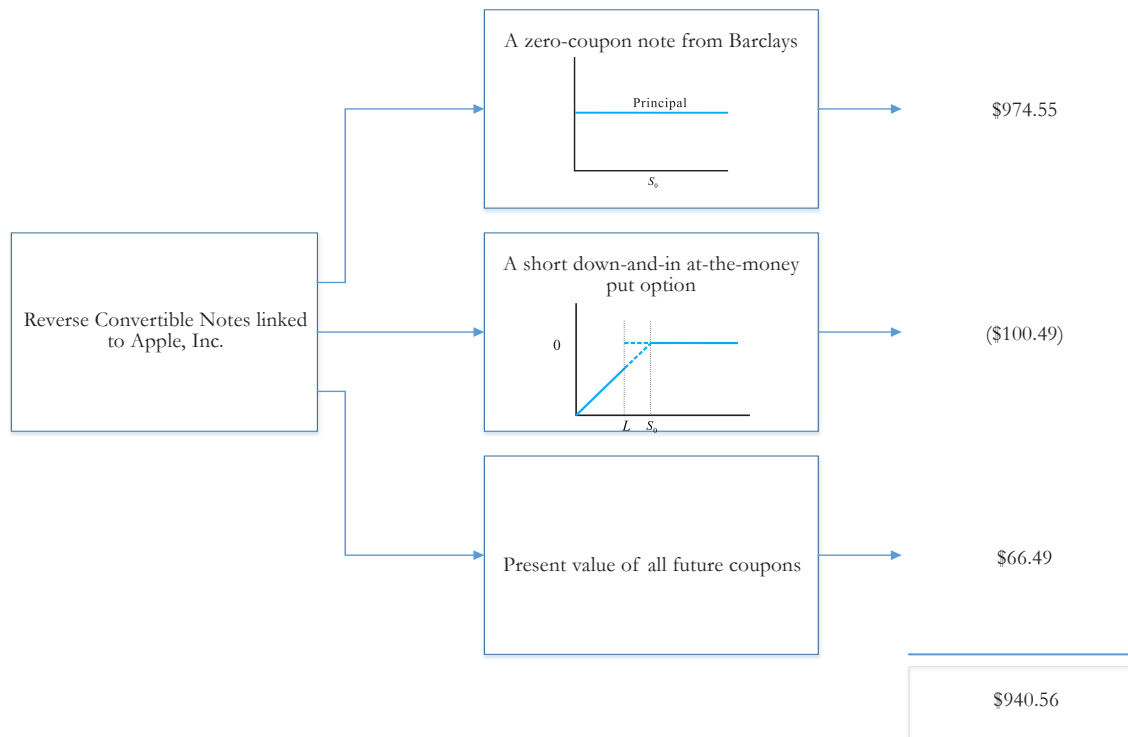 A zero-coupon note from Barclays
Principal
S₀
$974.55
Reverse Convertible Notes linked
to Apple, Inc.
A short down-and-in at-the-money
put option
0
L S₀
($100.49)
Present value of all future coupons
$66.49
$940.56